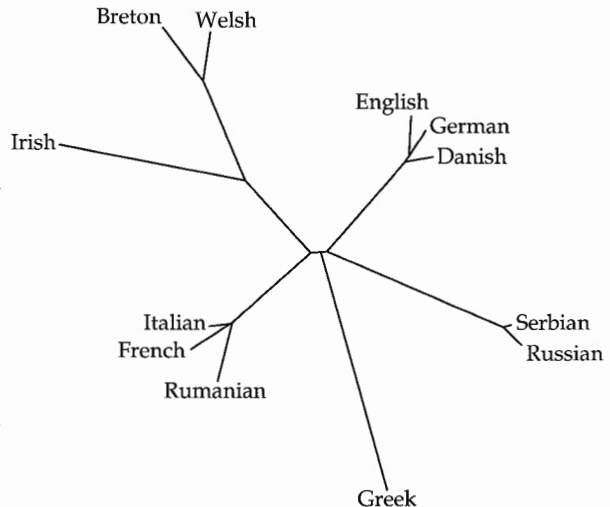 Breton
Welsh
English
German
Irish
Danish
Italian
Serbian
French
Russian
Rumanian
Greek